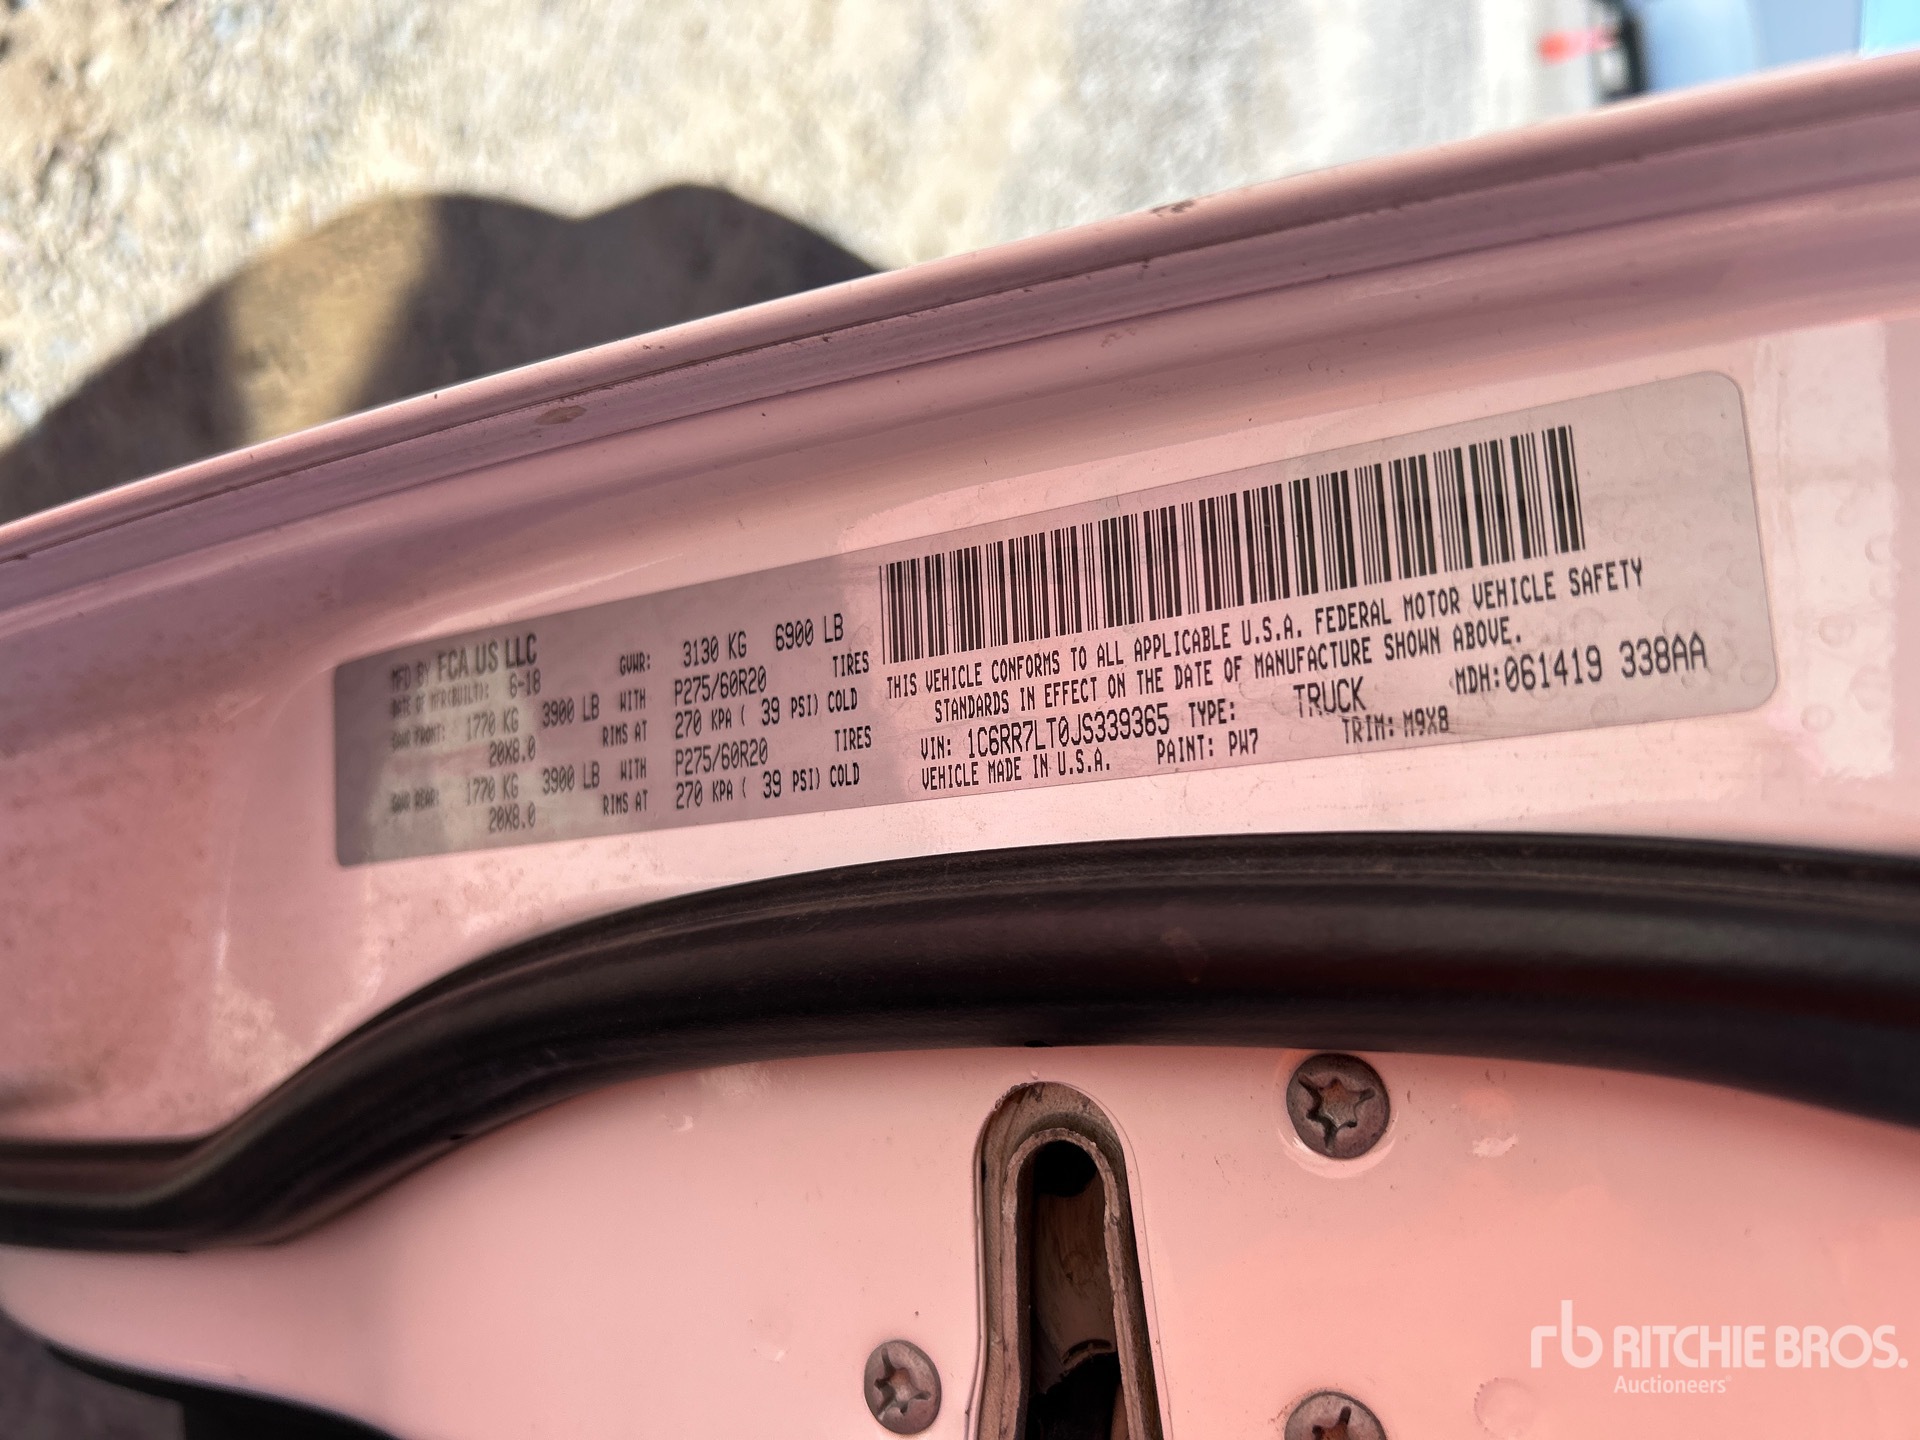 MFD BY FCA US LLC
DATE OF MFR(BUILT): 6-18 GVWR: 3130 KG 6900 LB
GAWR FRONT: 1770 KG 3900 LB WITH P275/60R20 TIRES
20X8.0 RIMS AT 270 KPA ( 39 PSI) COLD
GAWR REAR: 1770 KG 3900 LB WITH P275/60R20 TIRES
20X8.0 RIMS AT 270 KPA ( 39 PSI) COLD
THIS VEHICLE CONFORMS TO ALL APPLICABLE U.S.A. FEDERAL MOTOR VEHICLE SAFETY
STANDARDS IN EFFECT ON THE DATE OF MANUFACTURE SHOWN ABOVE.
VIN: 1C6RR7LT0JS339365 TYPE: TRUCK MDH:061419 338AA
VEHICLE MADE IN U.S.A. PAINT: PW7 TRIM: M9X8
rb RITCHIE BROS.
Auctioneers